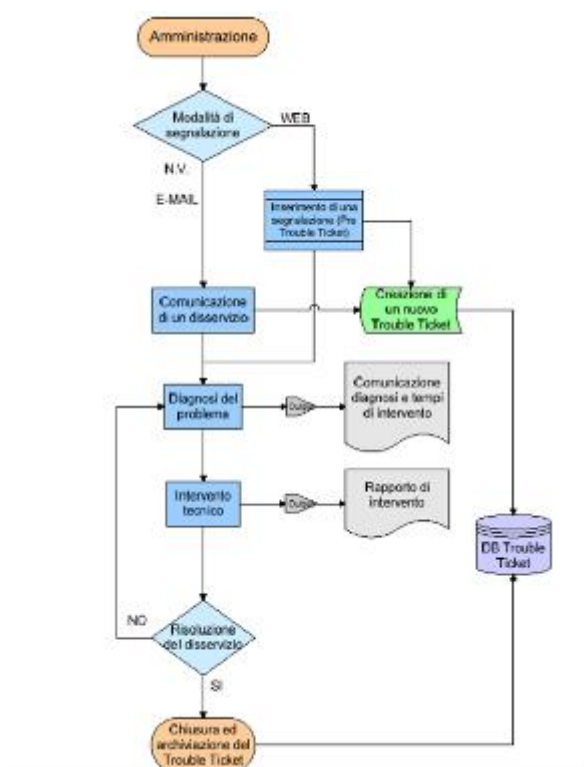 Amministrazione
Modalità di
segnalazione
WEB
N.V.
E-MAIL
Inserimento di una
segnalazione (Pre
Trouble Ticket)
Comunicazione
di un disservizio
Creazione di
un nuovo
Trouble Ticket
Diagnosi del
problema
Output
Comunicazione
diagnosi e tempi
di intervento
Intervento
tecnico
Output
Rapporto di
intervento
DB Trouble
Ticket
NO
Risoluzione
del disservizio
SI
Chiusura ed
archiviazione del
Trouble Ticket